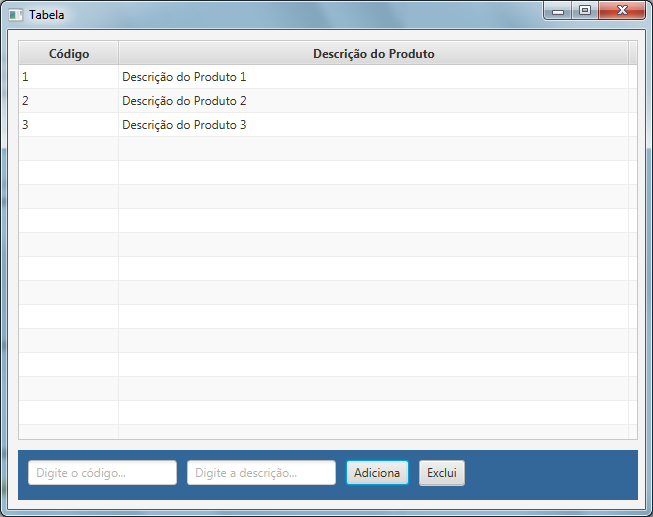 Tabela
Código Descrição do Produto
1 Descrição do Produto 1
2 Descrição do Produto 2
3 Descrição do Produto 3
Digite o código... Digite a descrição... Adiciona Exclui